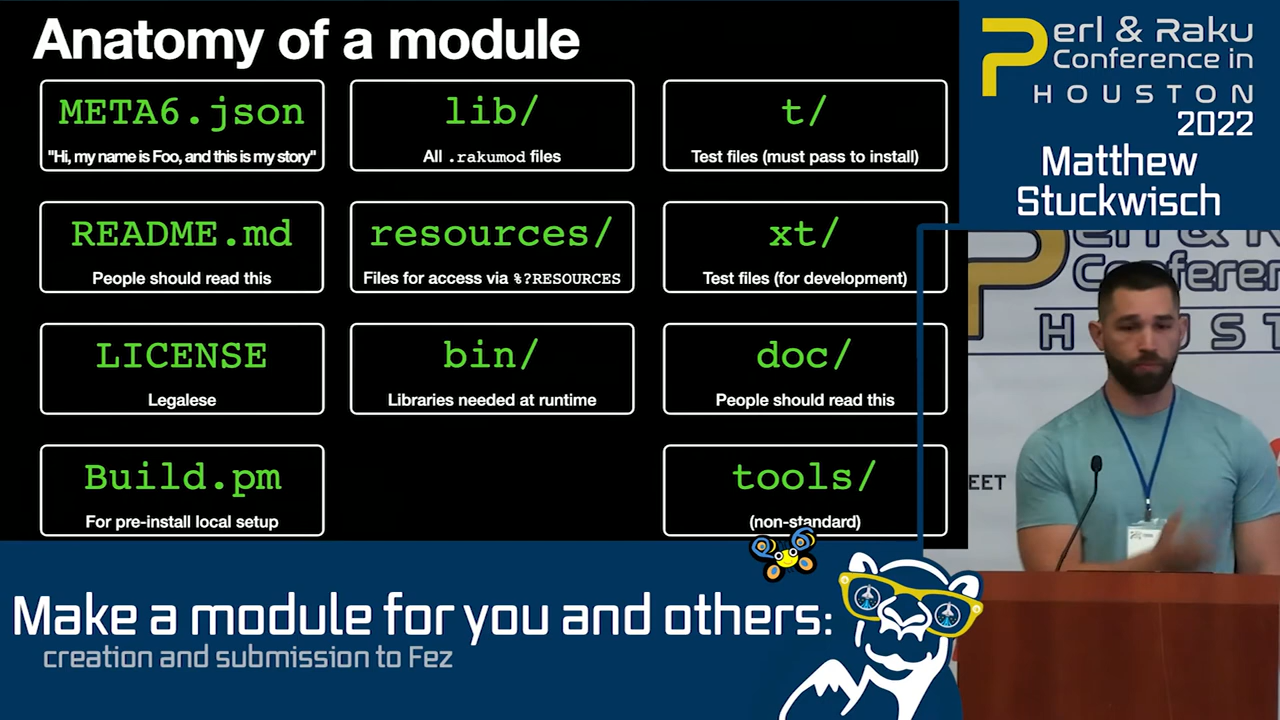 Anatomy of a module
META6.json
"Hi, my name is Foo, and this is my story"
lib/
All .rakumod files
t/
Test files (must pass to install)
README.md
People should read this
resources/
Files for access via %?RESOURCES
xt/
Test files (for development)
LICENSE
Legalese
bin/
Libraries needed at runtime
doc/
People should read this
Build.pm
For pre-install local setup
tools/
(non-standard)
Perl & Raku
Conference in
HOUSTON
2022
Matthew
Stuckwisch
EET
Make a module for you and others:
creation and submission to Fez